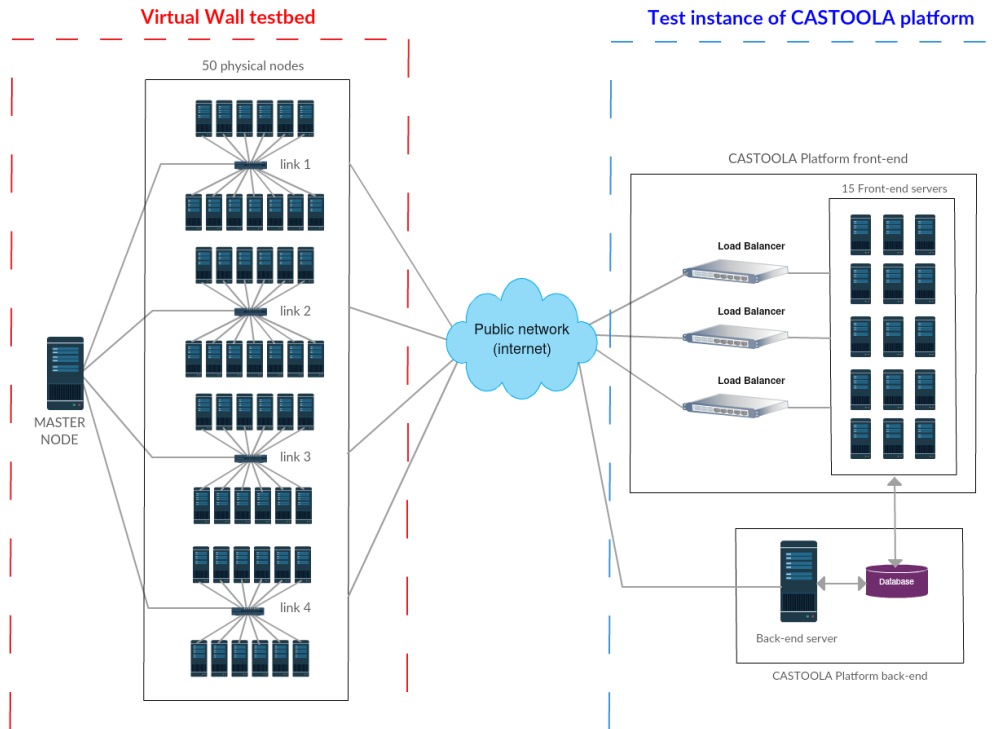 Virtual Wall testbed
50 physical nodes
link 1
link 2
link 3
link 4
MASTER
NODE
Public network
(internet)
Test instance of CASTOOLA platform
CASTOOLA Platform front-end
15 Front-end servers
Load Balancer
Load Balancer
Load Balancer
Database
Back-end server
CASTOOLA Platform back-end